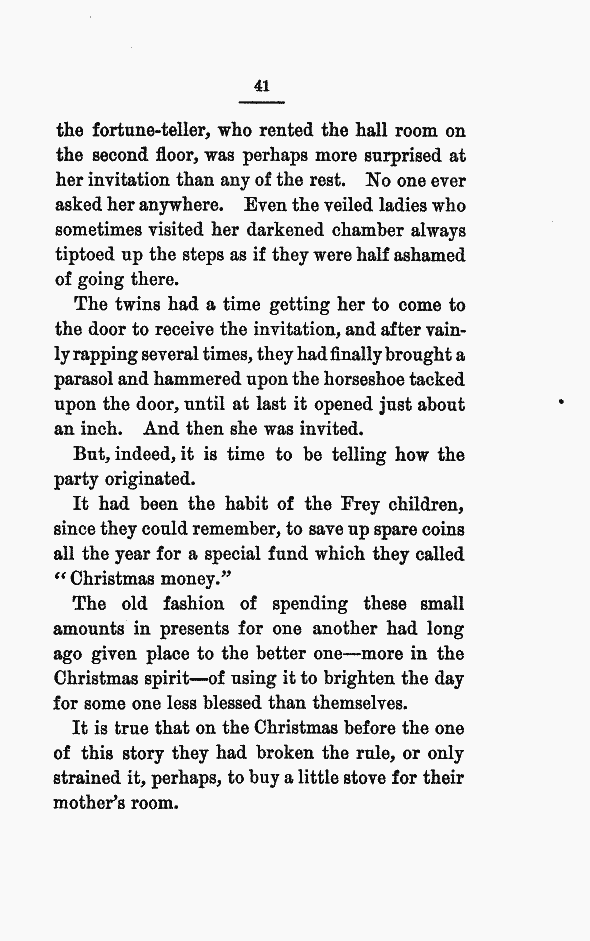 41
the fortune-teller, who rented the hall room on
the second floor, was perhaps more surprised at
her invitation than any of the rest. No one ever
asked her anywhere. Even the veiled ladies who
sometimes visited her darkened chamber always
tiptoed up the steps as if they were half ashamed
of going there.
The twins had a time getting her to come to
the door to receive the invitation, and after vain-
ly rapping several times, they had finally brought a
parasol and hammered upon the horseshoe tacked
upon the door, until at last it opened just about
an inch. And then she was invited.
But, indeed, it is time to be telling how the
party originated.
It had been the habit of the Frey children,
since they could remember, to save up spare coins
all the year for a special fund which they called
“Christmas money.”
The old fashion of spending these small
amounts in presents for one another had long
ago given place to the better one—more in the
Christmas spirit—of using it to brighten the day
for some one less blessed than themselves.
It is true that on the Christmas before the one
of this story they had broken the rule, or only
strained it, perhaps, to buy a little stove for their
mother’s room.